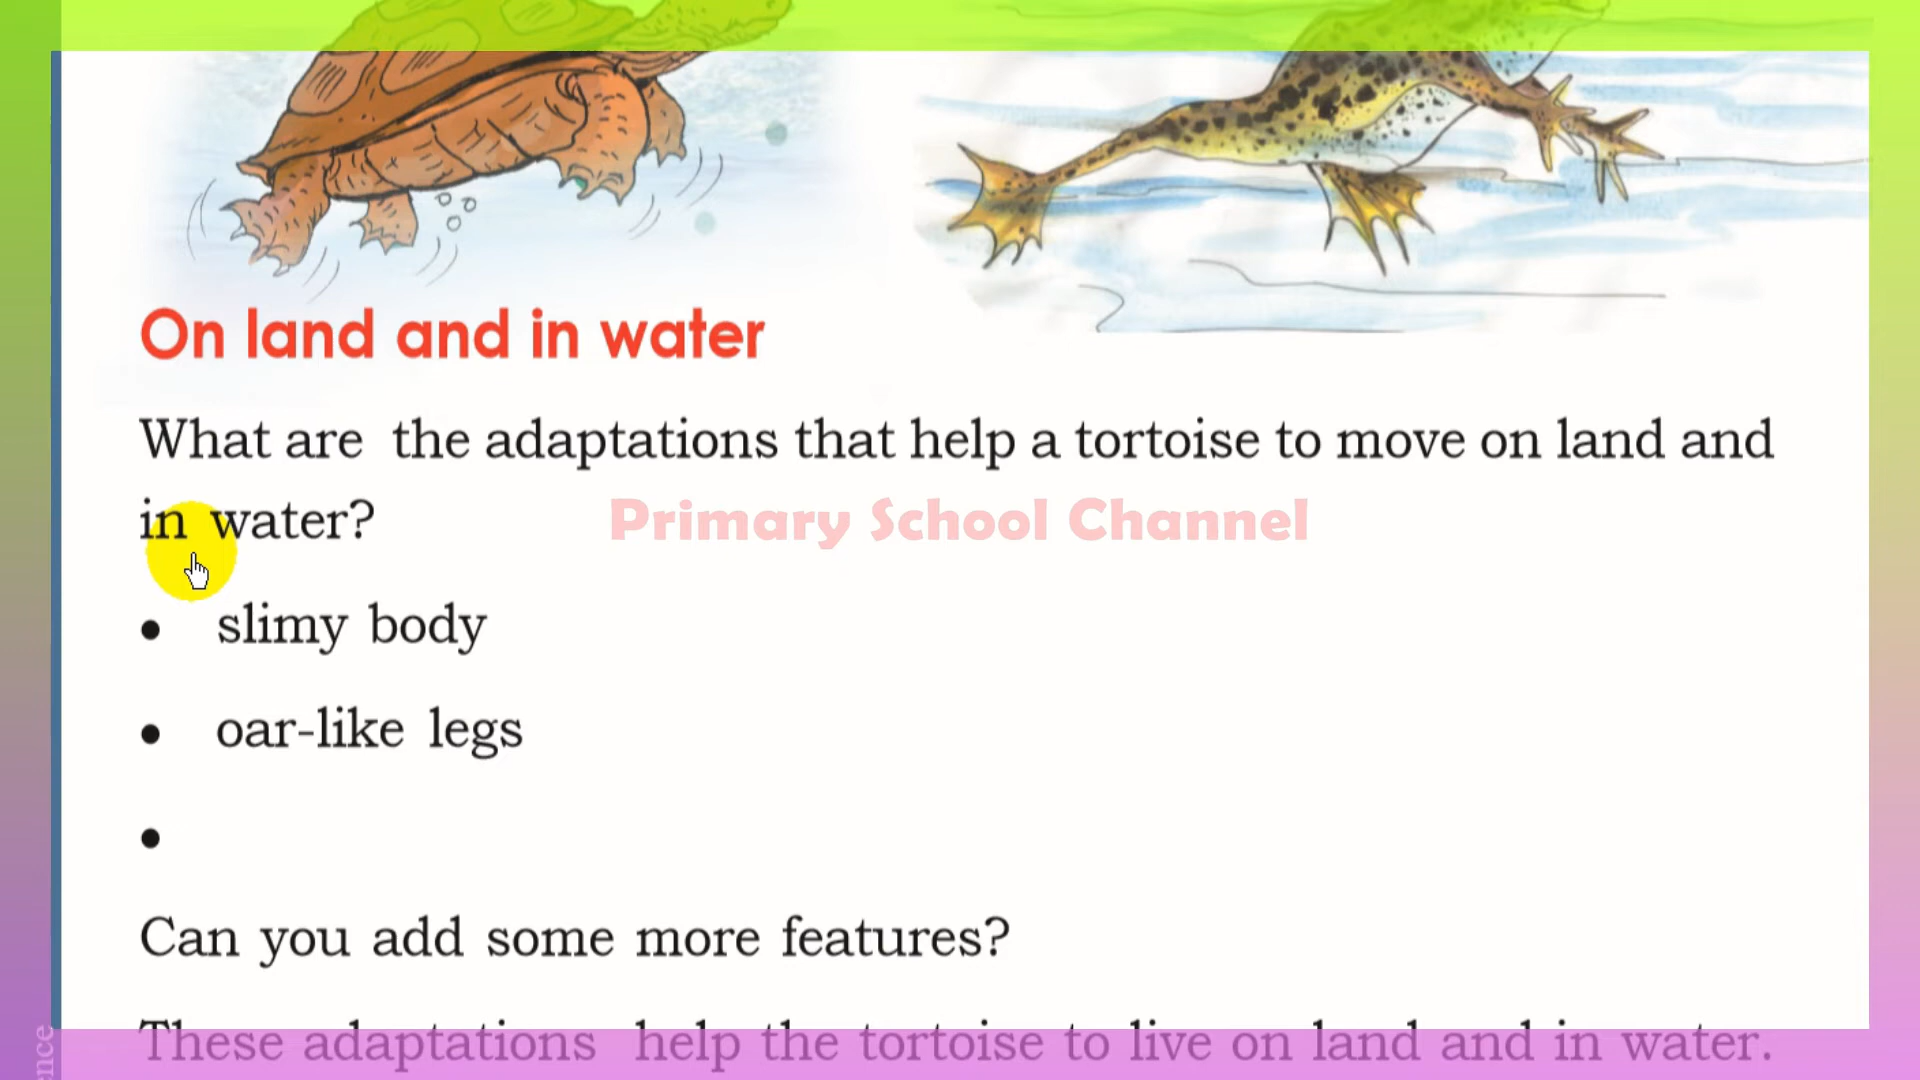 On land and in water
What are the adaptations that help a tortoise to move on land and
in water?
Primary School Channel
• slimy body
• oar-like legs
•
Can you add some more features?
These adaptations help the tortoise to live on land and in water.